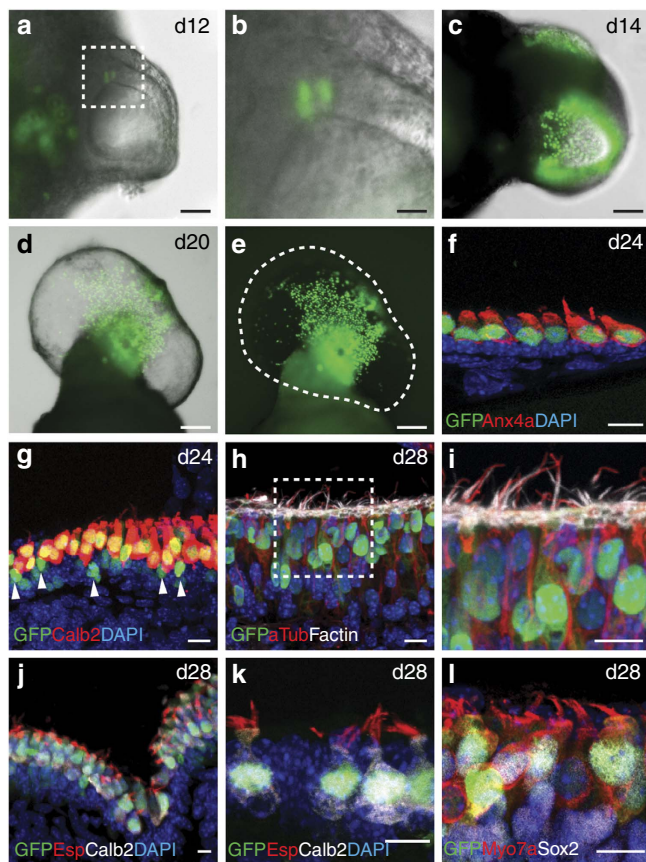 a d12
b
c d14
d d20
e
f d24
GFPAnx4aDAPI
g d24
GFPCalb2DAPI
h d28
GFPaTubFactin
i
j d28
GFPEspCalb2DAPI
k d28
GFPEspCalb2DAPI
l d28
GFPMyo7aSox2